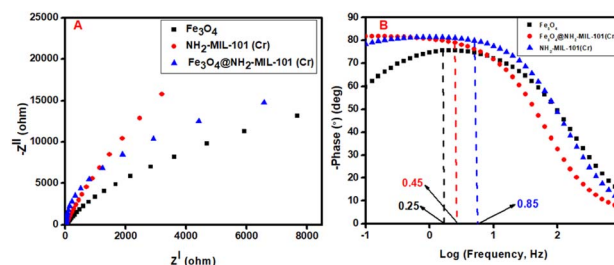 A
Fe₃O₄
NH₂-MIL-101 (Cr)
Fe₃O₄@NH₂-MIL-101 (Cr)
25000
20000
15000
10000
5000
0
-Zᴵᴵ (ohm)
0 2000 4000 6000 8000
Zᴵ (ohm)
B
Fe₃O₄
Fe₃O₄@NH₂-MIL-101(Cr)
NH₂-MIL-101(Cr)
90
80
70
60
50
40
30
20
10
0
-Phase (°) (deg)
0.45
0.25
0.85
-1 0 1 2
Log (Frequency, Hz)